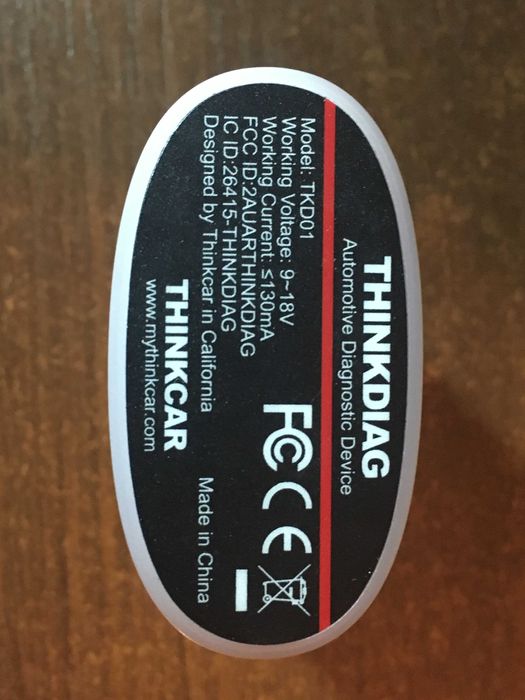 THINKDIAG
Automotive Diagnostic Device
Model: TKD01
Working Voltage: 9~18V
Working Current: ≤130mA
FCC ID:2AUARTHINKDIAG
IC ID:26415-THINKDIAG
Designed by Thinkcar in California
Made in China
FC CE
THINKCAR
www.mythinkcar.com